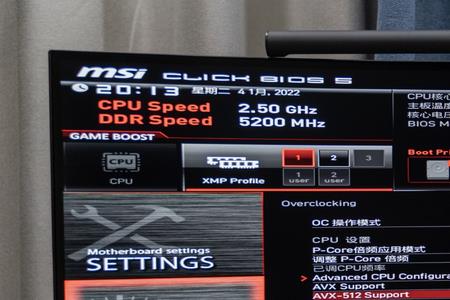 msi CLICK BIOS 5
20:13 星期二 4 1月, 2022
CPU Speed 2.50 GHz
DDR Speed 5200 MHz
GAME BOOST
CPU
CPU
XMP Profile
1 2 3
1 user 2 user
Motherboard settings
SETTINGS
CPU核心
主板温度
核心电压
BIOS M
Boot Pri
Overclocking
OC 操作模式
CPU 设置
P-Core倍频应用模式
调整 P-Core 倍频
已调CPU频率
Advanced CPU Configura
AVX Support
AVX-512 Support